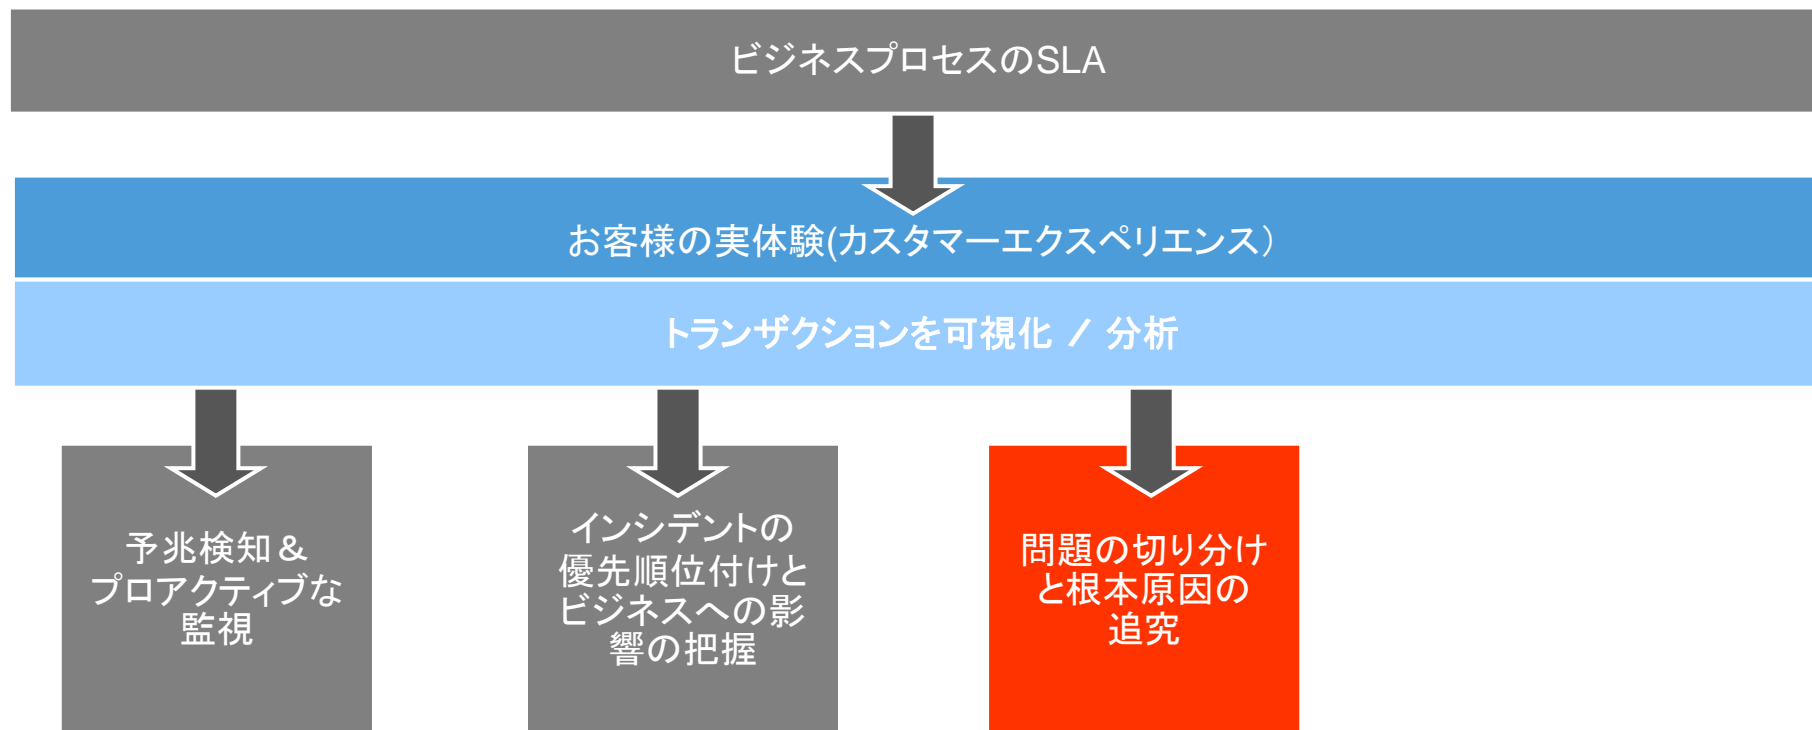 ビジネスプロセスのSLA
お客様の実体験(カスタマーエクスペリエンス）
トランザクションを可視化 / 分析
予兆検知＆
プロアクティブな
監視
インシデントの
優先順位付けと
ビジネスへの影
響の把握
問題の切り分け
と根本原因の
追究